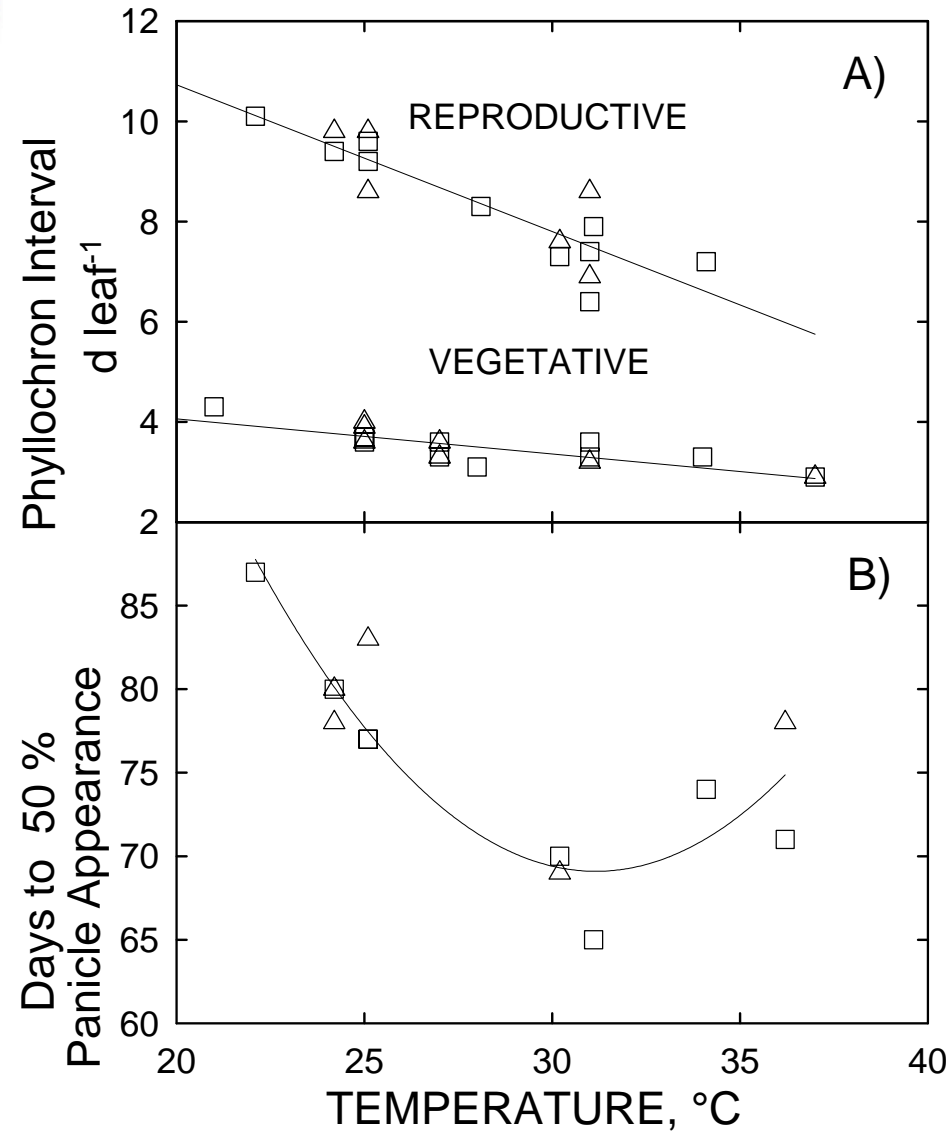 12
A)
REPRODUCTIVE
10
8
6
VEGETATIVE
4
2
Phyllochron Interval
d leaf-1
B)
85
80
75
70
65
60
Days to 50 %
Panicle Appearance
20 25 30 35 40
TEMPERATURE, °C